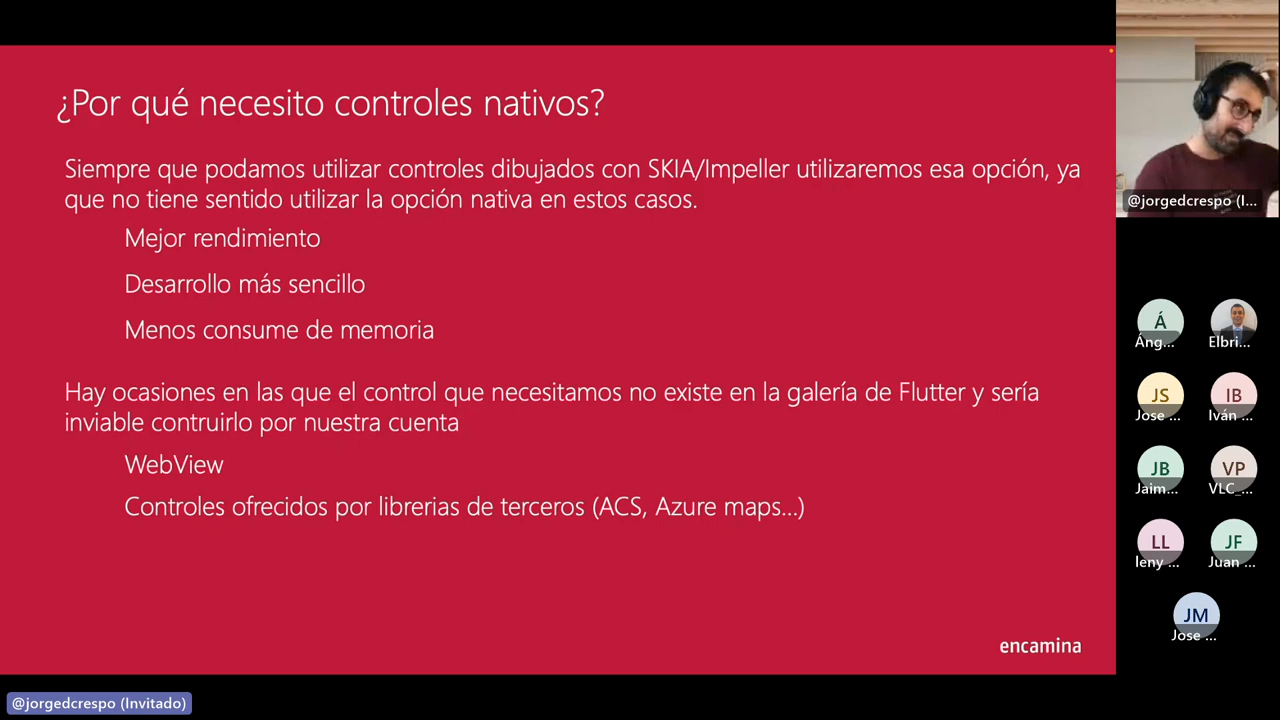 ¿Por qué necesito controles nativos?
Siempre que podamos utilizar controles dibujados con SKIA/Impeller utilizaremos esa opción, ya
que no tiene sentido utilizar la opción nativa en estos casos.
Mejor rendimiento
Desarrollo más sencillo
Menos consume de memoria
Hay ocasiones en las que el control que necesitamos no existe en la galería de Flutter y sería
inviable contruirlo por nuestra cuenta
WebView
Controles ofrecidos por librerias de terceros (ACS, Azure maps...)
encamina
@jorgedcrespo (Invitado)
@jorgedcrespo (I...
Á
Áng... Elbri...
JS IB
Jose ... Iván ...
JB VP
Jaim... VLC_...
LL JF
leny ... Juan ...
JM
Jose ...